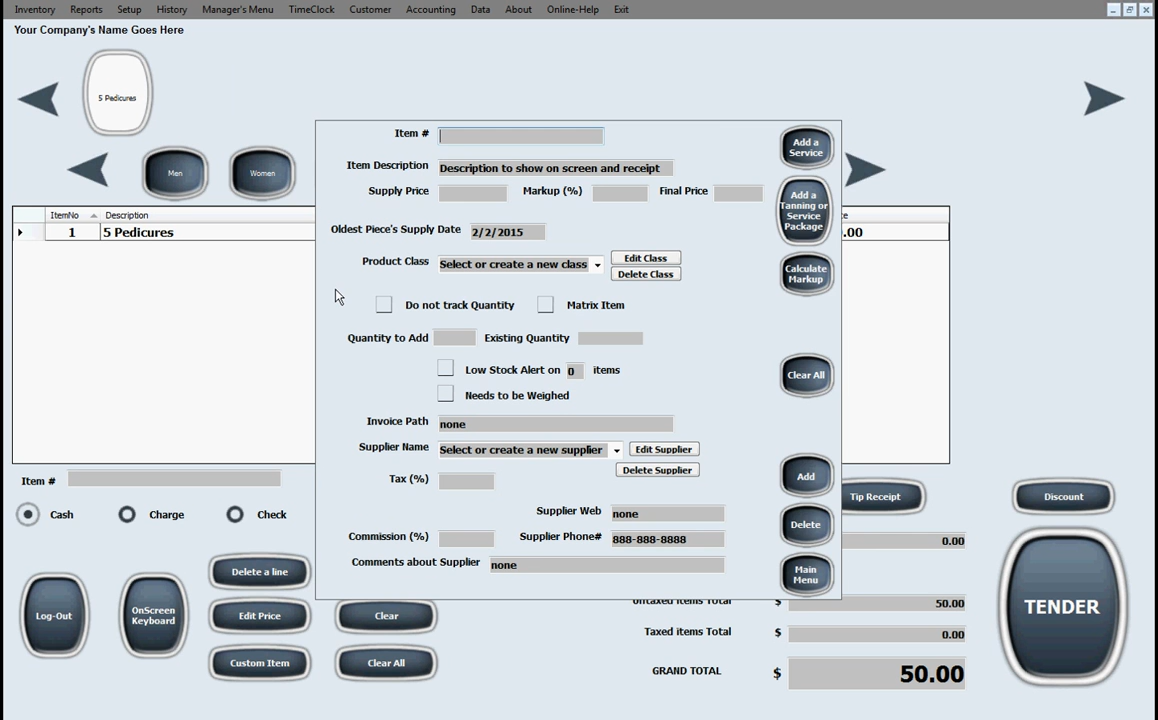 Inventory Reports Setup History Manager's Menu TimeClock Customer Accounting Data About Online-Help Exit
Your Company's Name Goes Here
5 Pedicures
Men
Women
ItemNo Description
1 5 Pedicures
.00
Item #
Add a
Service
Item Description Description to show on screen and receipt
Supply Price Markup (%) Final Price
Add a
Tanning or
Service
Package
Oldest Piece's Supply Date 2/2/2015
Product Class Select or create a new class
Edit Class
Delete Class
Calculate
Markup
Do not track Quantity Matrix Item
Quantity to Add Existing Quantity
Low Stock Alert on 0 items
Clear All
Needs to be Weighed
Invoice Path none
Supplier Name Select or create a new supplier Edit Supplier
Delete Supplier
Tax (%)
Add
Supplier Web none
Delete
Commission (%) Supplier Phone# 888-888-8888
Comments about Supplier none
Main
Menu
Item #
Cash Charge Check
Tip Receipt
Discount
0.00
Delete a line
Log-Out
OnScreen
Keyboard
Edit Price
Clear
Custom Item
Clear All
Untaxed Items Total $ 50.00
Taxed items Total $ 0.00
GRAND TOTAL $ 50.00
TENDER